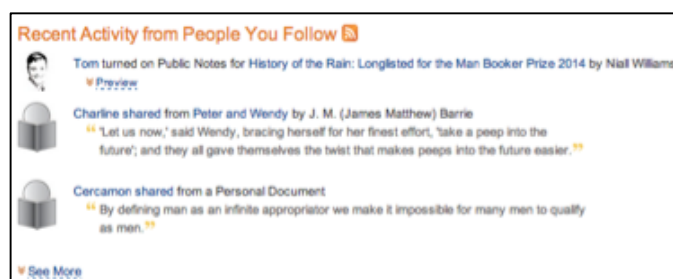 Recent Activity from People You Follow
Tom turned on Public Notes for History of the Rain: Longlisted for the Man Booker Prize 2014 by Niall Williams
Preview
Charline shared from Peter and Wendy by J. M. (James Matthew) Barrie
“ 'Let us now,' said Wendy, bracing herself for her finest effort, 'take a peep into the
future'; and they all gave themselves the twist that makes peeps into the future easier.”
Cercamon shared from a Personal Document
“ By defining man as an infinite appropriator we make it impossible for many men to qualify
as men.”
See More